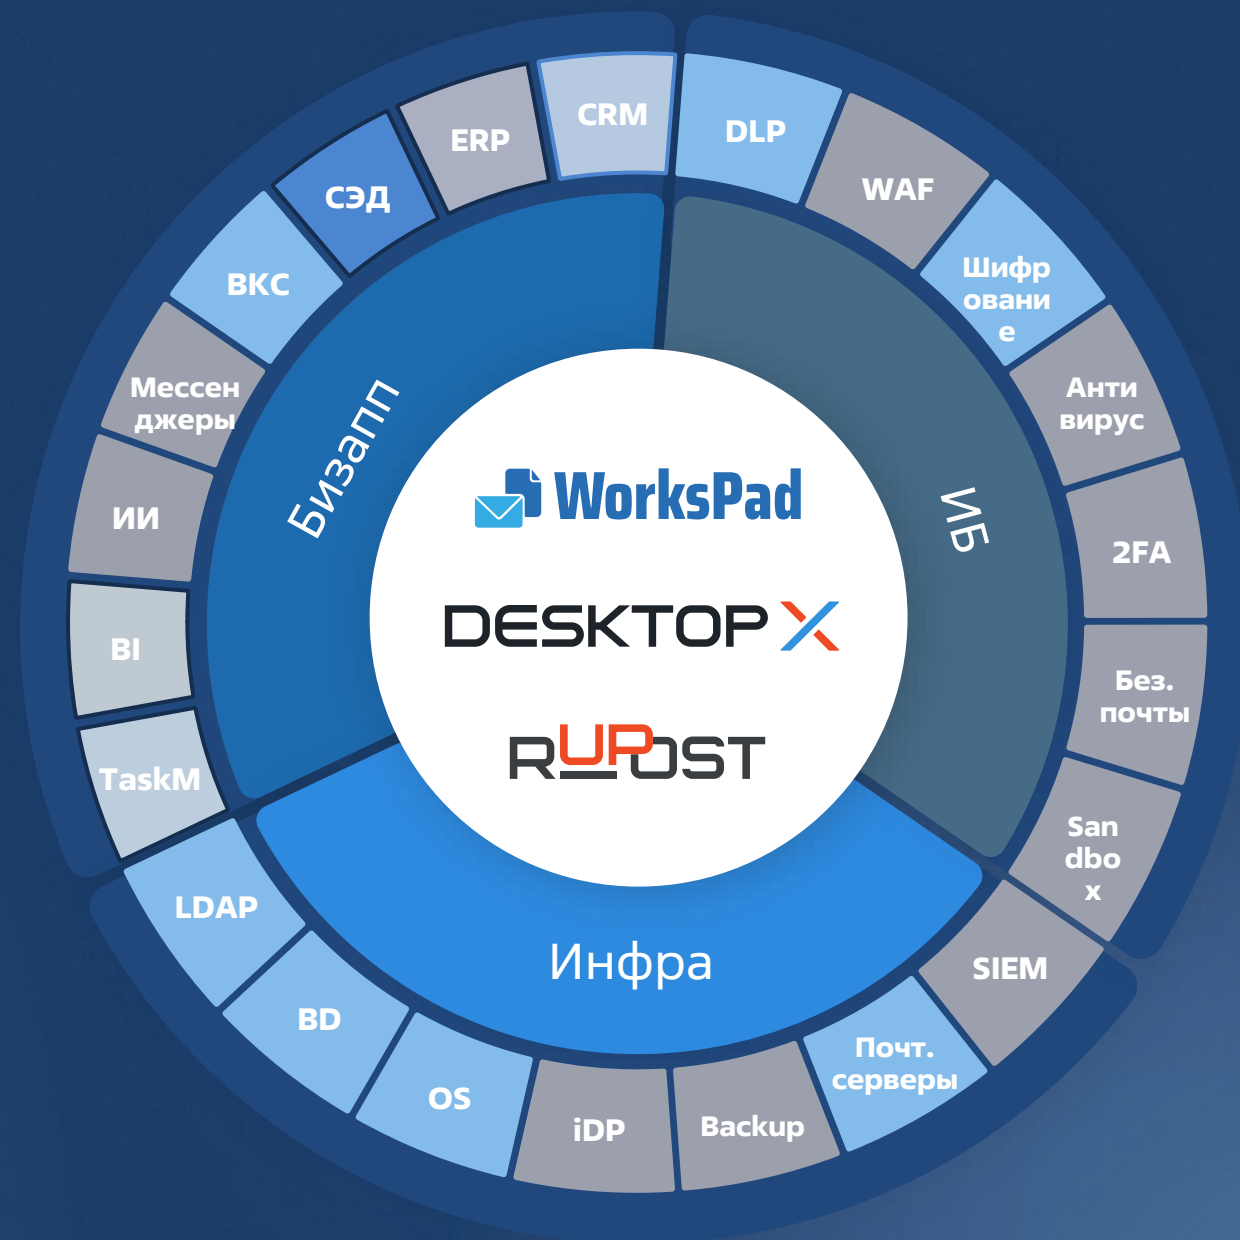 CRM
DLP
WAF
Шифр
овани
е
Анти
вирус
2FA
Без.
почты
San
dbo
x
SIEM
Почт.
серверы
Backup
iDP
OS
BD
LDAP
TaskM
BI
ИИ
Мессен
джеры
ВКС
СЭД
ERP
Бизапп
ИБ
Инфра
WorksPad
DESKTOP X
RUPOST